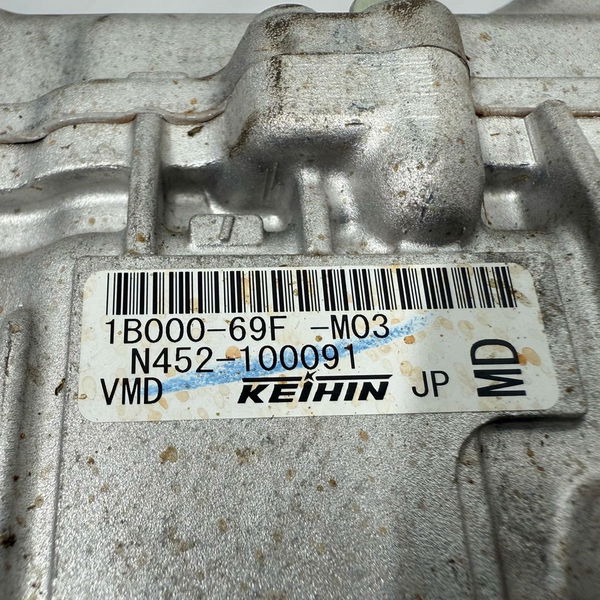 1B000-69F -M03
N452-100091
VMD KEIHIN JP MD